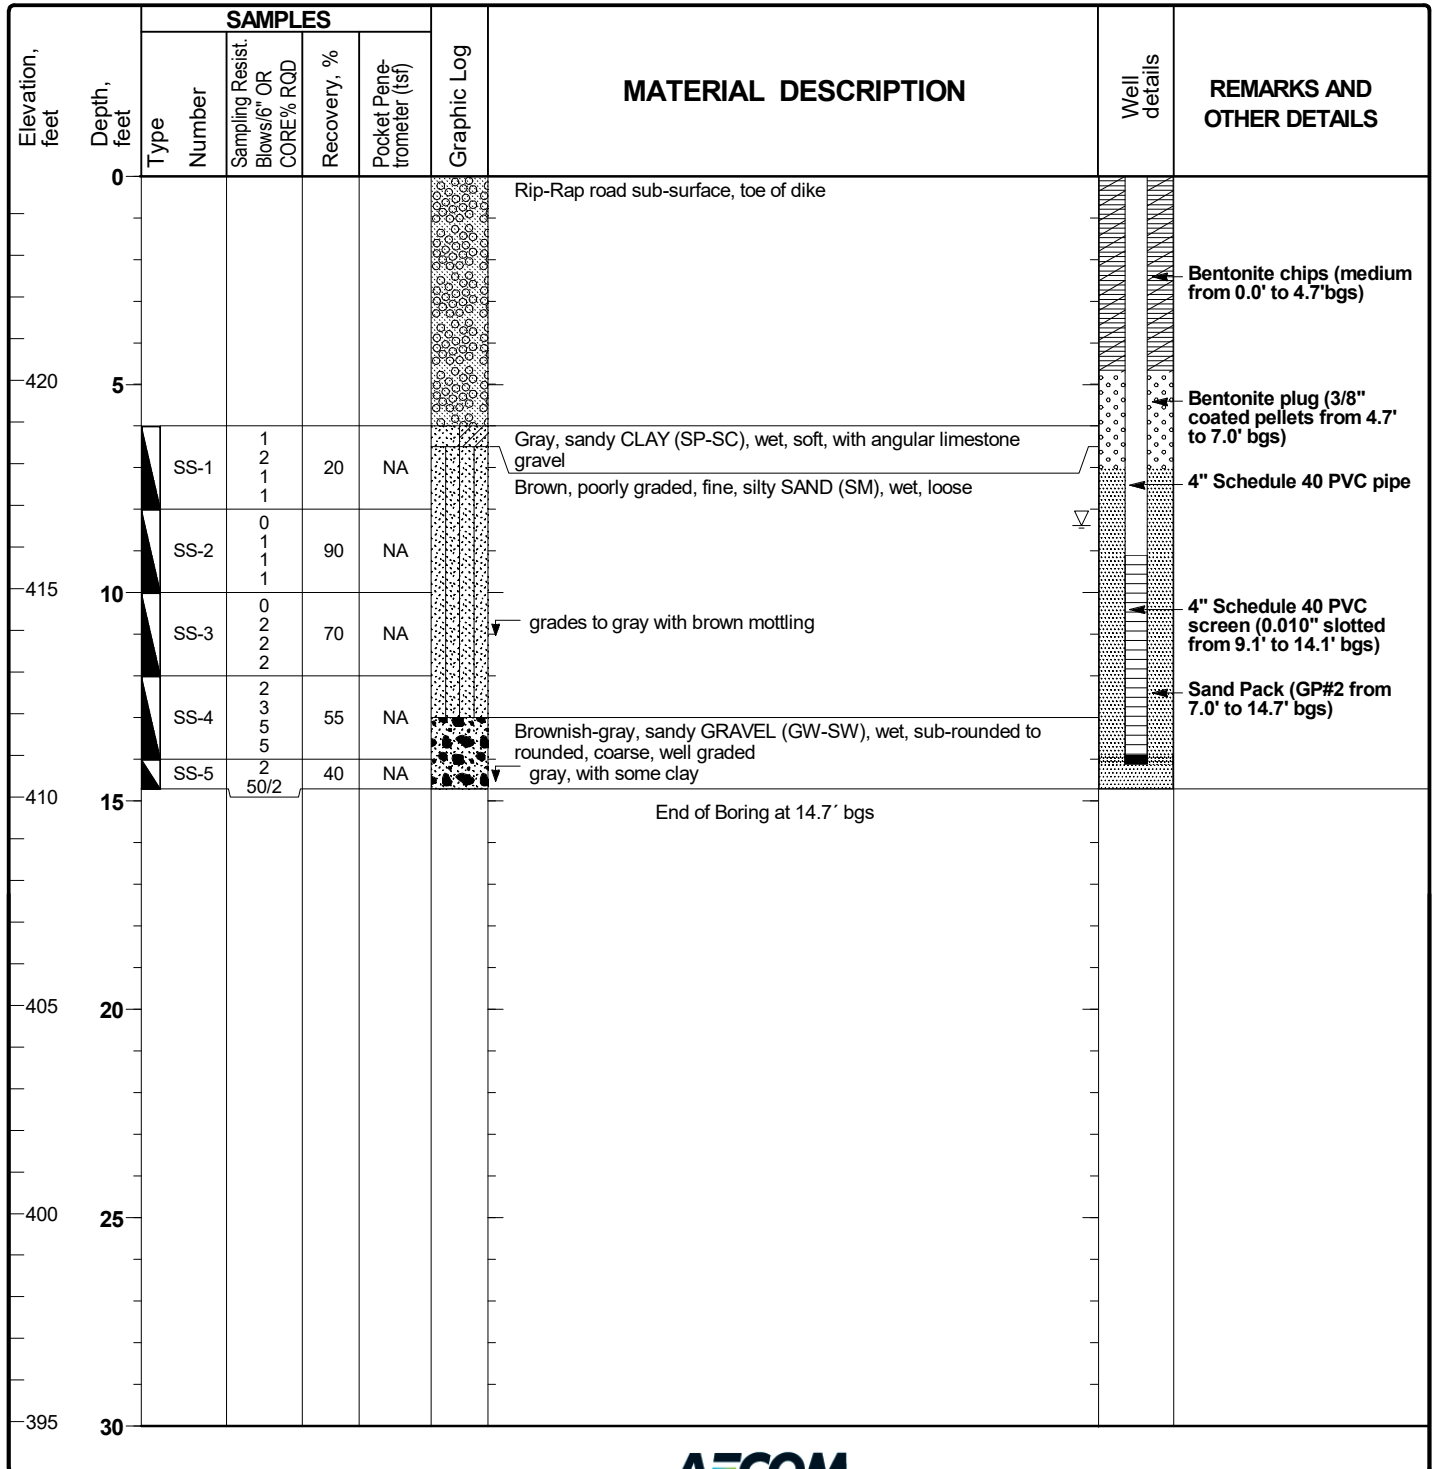 SAMPLES
Elevation,
feet
Depth,
feet
Type
Number
Sampling Resist.
Blows/6" OR
CORE% RQD
Recovery, %
Pocket Pene-
trometer (tsf)
Graphic Log
MATERIAL DESCRIPTION
Well
details
REMARKS AND
OTHER DETAILS
0
Rip-Rap road sub-surface, toe of dike
Bentonite chips (medium
from 0.0' to 4.7'bgs)
420
5
Bentonite plug (3/8"
coated pellets from 4.7'
to 7.0' bgs)
SS-1
1
2
1
1
20
NA
Gray, sandy CLAY (SP-SC), wet, soft, with angular limestone
gravel
Brown, poorly graded, fine, silty SAND (SM), wet, loose
4" Schedule 40 PVC pipe
SS-2
0
1
1
1
90
NA
415
10
SS-3
0
2
2
2
70
NA
grades to gray with brown mottling
4" Schedule 40 PVC
screen (0.010" slotted
from 9.1' to 14.1' bgs)
SS-4
2
3
5
5
55
NA
Sand Pack (GP#2 from
7.0' to 14.7' bgs)
Brownish-gray, sandy GRAVEL (GW-SW), wet, sub-rounded to
rounded, coarse, well graded
SS-5
2
50/2
40
NA
gray, with some clay
410
15
End of Boring at 14.7´ bgs
405
20
400
25
395
30
AECOM